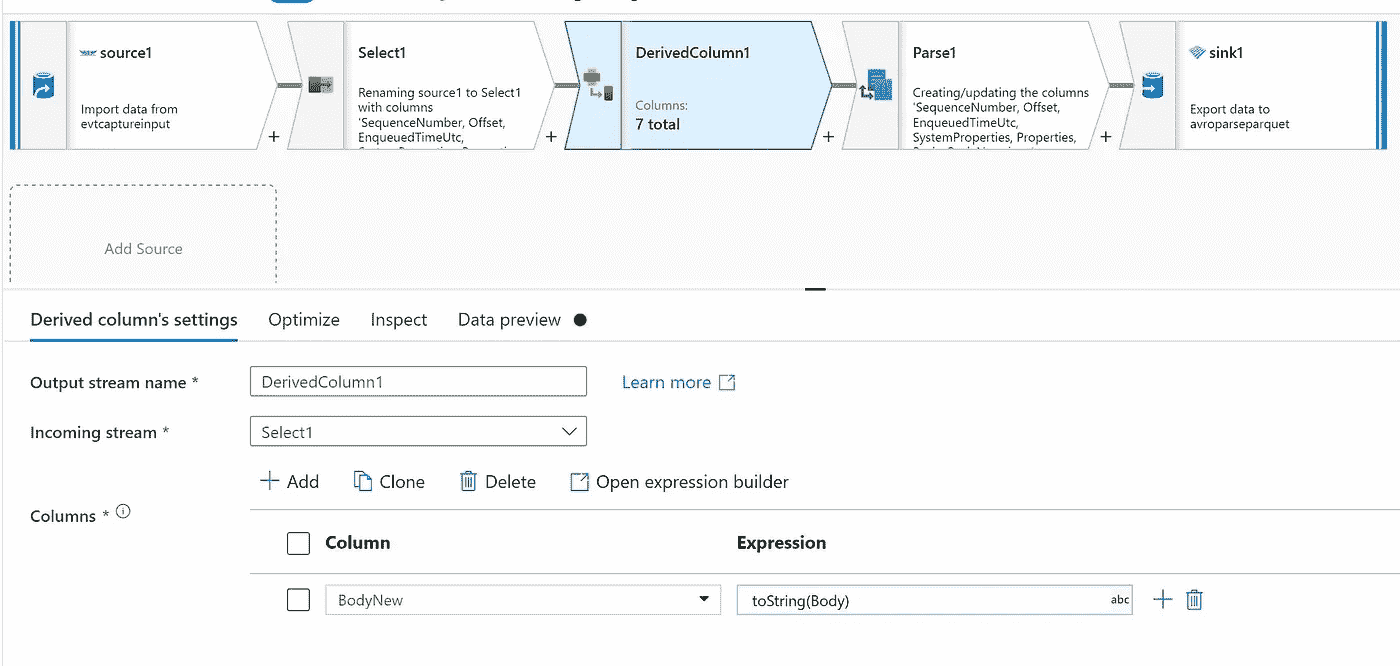 source1
Import data from
evtcaptureinput
+
Select1
Renaming source1 to Select1
with columns
'SequenceNumber, Offset,
EnqueuedTimeUtc,
+
DerivedColumn1
Columns:
7 total
+
Parse1
Creating/updating the columns
'SequenceNumber, Offset,
EnqueuedTimeUtc,
SystemProperties, Properties,
+
sink1
Export data to
avroparseparquet
Add Source
Derived column's settings Optimize Inspect Data preview
Output stream name * DerivedColumn1 Learn more
Incoming stream * Select1
+ Add Clone Delete Open expression builder
Columns *
Column Expression
BodyNew toString(Body) abc +